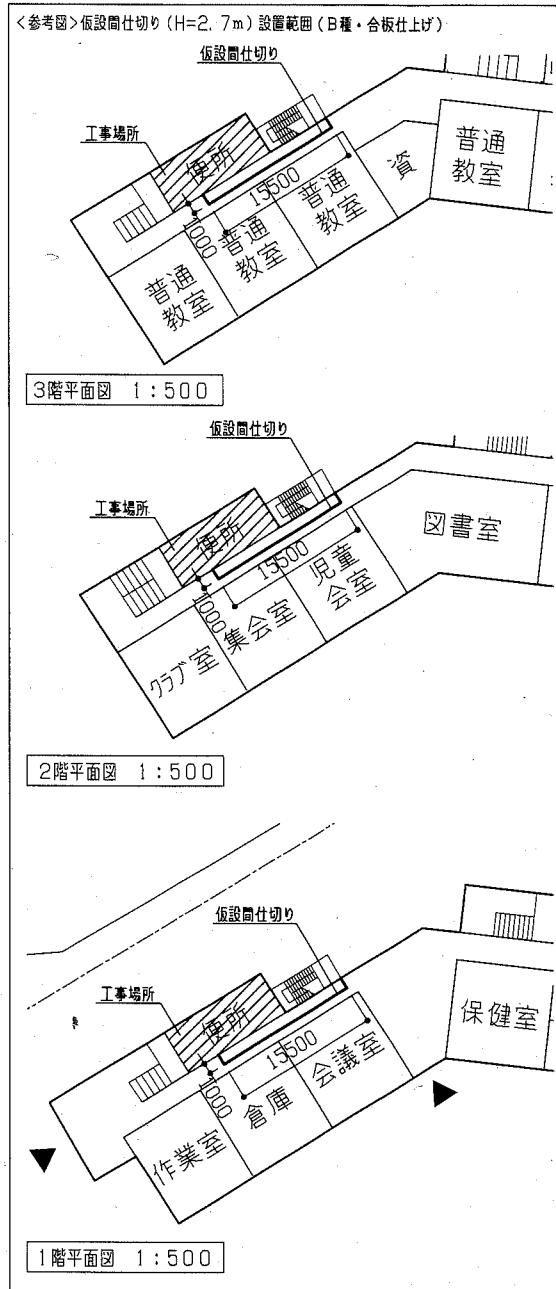 <参考図>仮設間仕切り(H=2.7m)設置範囲(B種・合板仕上げ)
仮設間仕切り
工事場所
便所
15500
1000
普通
教室
普通
教室
普通
教室
資
普通
教室
3階平面図 1:500
仮設間仕切り
工事場所
便所
15500
1000
クラブ室
集会室
児童
会室
図書室
2階平面図 1:500
仮設間仕切り
工事場所
便所
15500
1000
作業室
倉庫
会議室
保健室
1階平面図 1:500